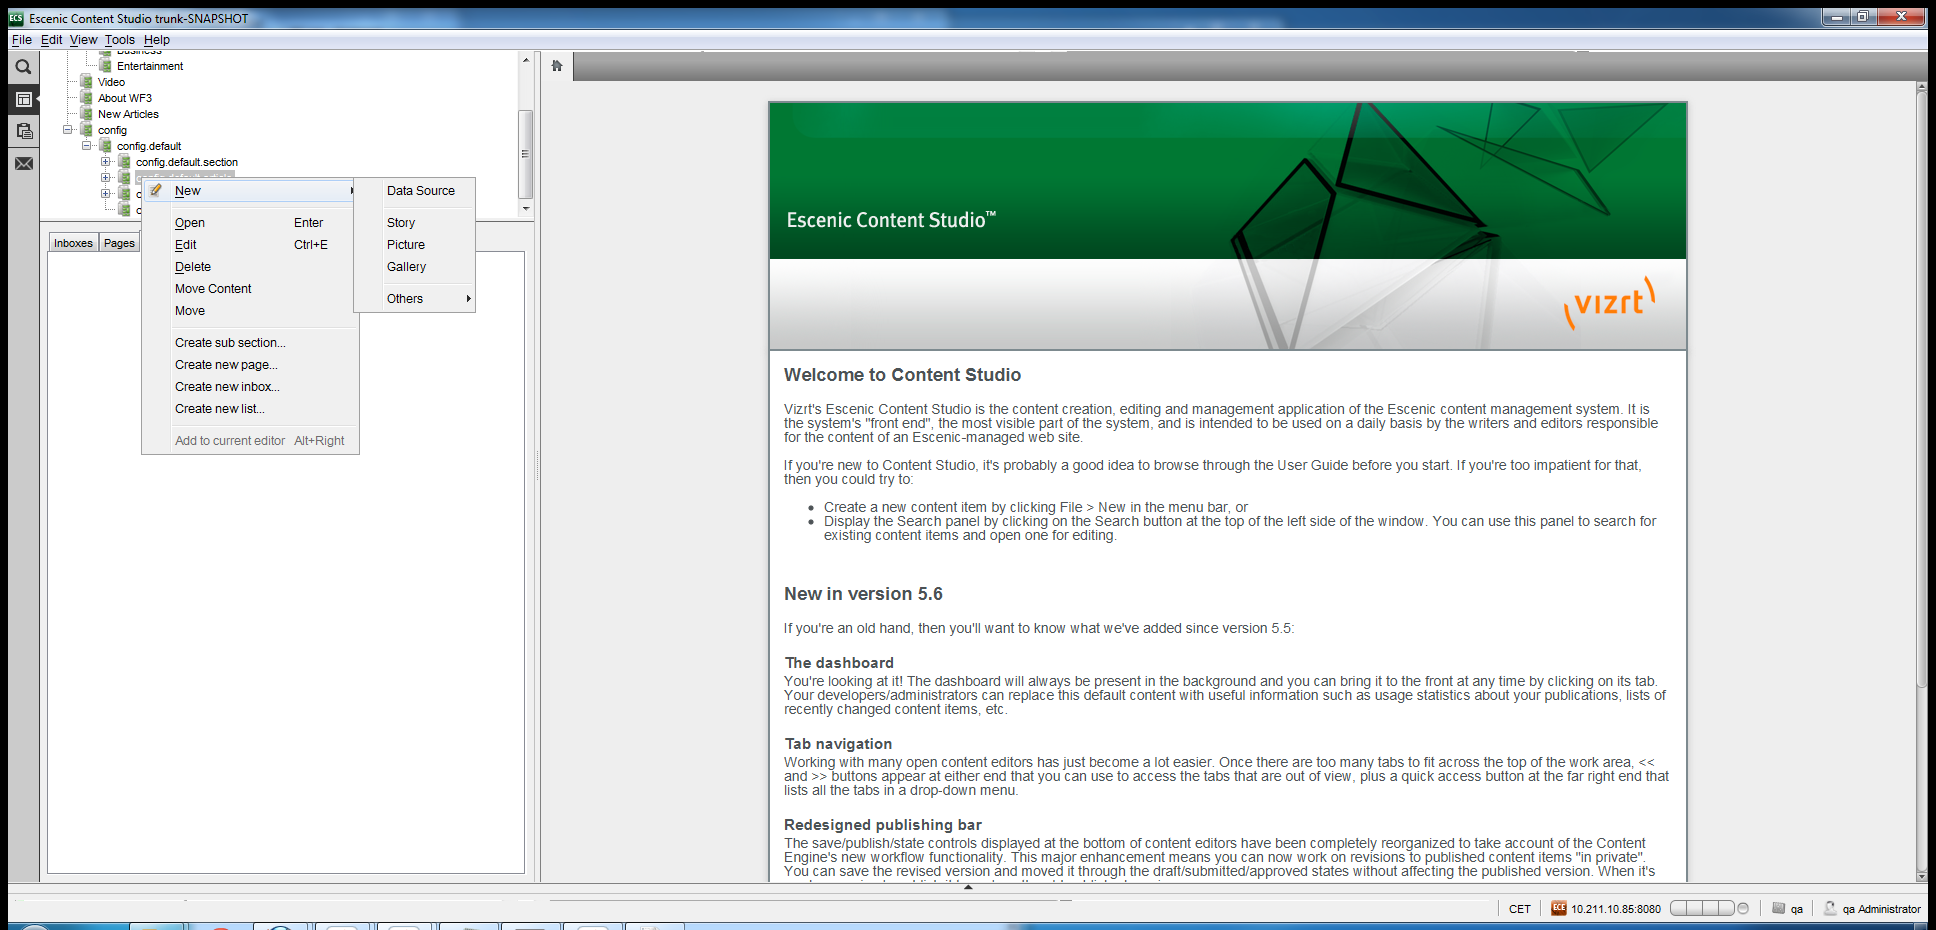 ECS Escenic Content Studio trunk-SNAPSHOT
File Edit View Tools Help
Business
Entertainment
Video
About WF3
New Articles
config
config.default
config.default.section
New
Open Enter
Edit Ctrl+E
Delete
Move Content
Move
Create sub section...
Create new page...
Create new inbox...
Create new list...
Add to current editor Alt+Right
Data Source
Story
Picture
Gallery
Others
Inboxes Pages
Escenic Content Studio™
vizrt
Welcome to Content Studio
Vizrt's Escenic Content Studio is the content creation, editing and management application of the Escenic content management system. It is
the system's "front end", the most visible part of the system, and is intended to be used on a daily basis by the writers and editors responsible
for the content of an Escenic-managed web site.
If you're new to Content Studio, it's probably a good idea to browse through the User Guide before you start. If you're too impatient for that,
then you could try to:
• Create a new content item by clicking File > New in the menu bar, or
• Display the Search panel by clicking on the Search button at the top of the left side of the window. You can use this panel to search for
existing content items and open one for editing.
New in version 5.6
If you're an old hand, then you'll want to know what we've added since version 5.5:
The dashboard
You're looking at it! The dashboard will always be present in the background and you can bring it to the front at any time by clicking on its tab.
Your developers/administrators can replace this default content with useful information such as usage statistics about your publications, lists of
recently changed content items, etc.
Tab navigation
Working with many open content editors has just become a lot easier. Once there are too many tabs to fit across the top of the work area, <<
and >> buttons appear at either end that you can use to access the tabs that are out of view, plus a quick access button at the far right end that
lists all the tabs in a drop-down menu.
Redesigned publishing bar
The save/publish/state controls displayed at the bottom of content editors have been completely reorganized to take account of the Content
Engine's new workflow functionality. This major enhancement means you can now work on revisions to published content items "in private".
You can save the revised version and moved it through the draft/submitted/approved states without affecting the published version. When it's
CET ECE 10.211.10.85:8080 qa qa Administrator